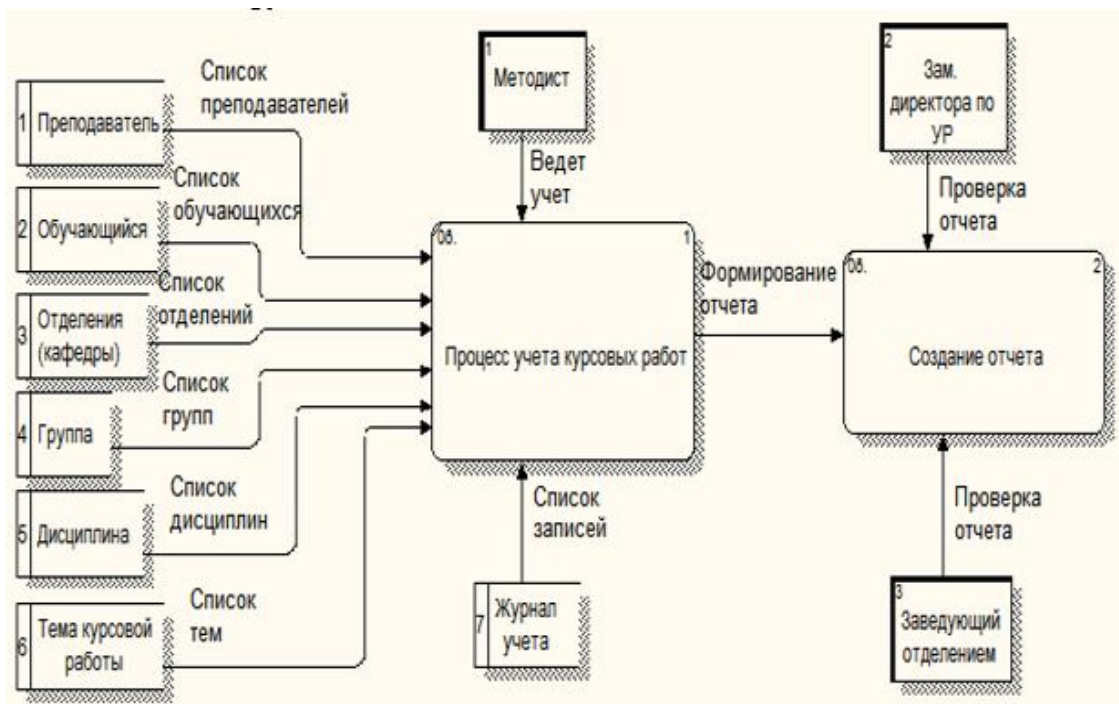 1
Преподаватель
Список
преподавателей
2
Обучающийся
Список
обучающихся
3
Отделения
(кафедры)
Список
отделений
4
Группа
Список
групп
5
Дисциплина
Список
дисциплин
6
Тема курсовой
работы
Список
тем
1
Методист
Ведет
учет
0в.
1
Процесс учета курсовых работ
Список
записей
7
Журнал
учета
Формирование
отчета
2
Зам.
директора по
УР
Проверка
отчета
0в.
2
Создание отчета
Проверка
отчета
3
Заведующий
отделением